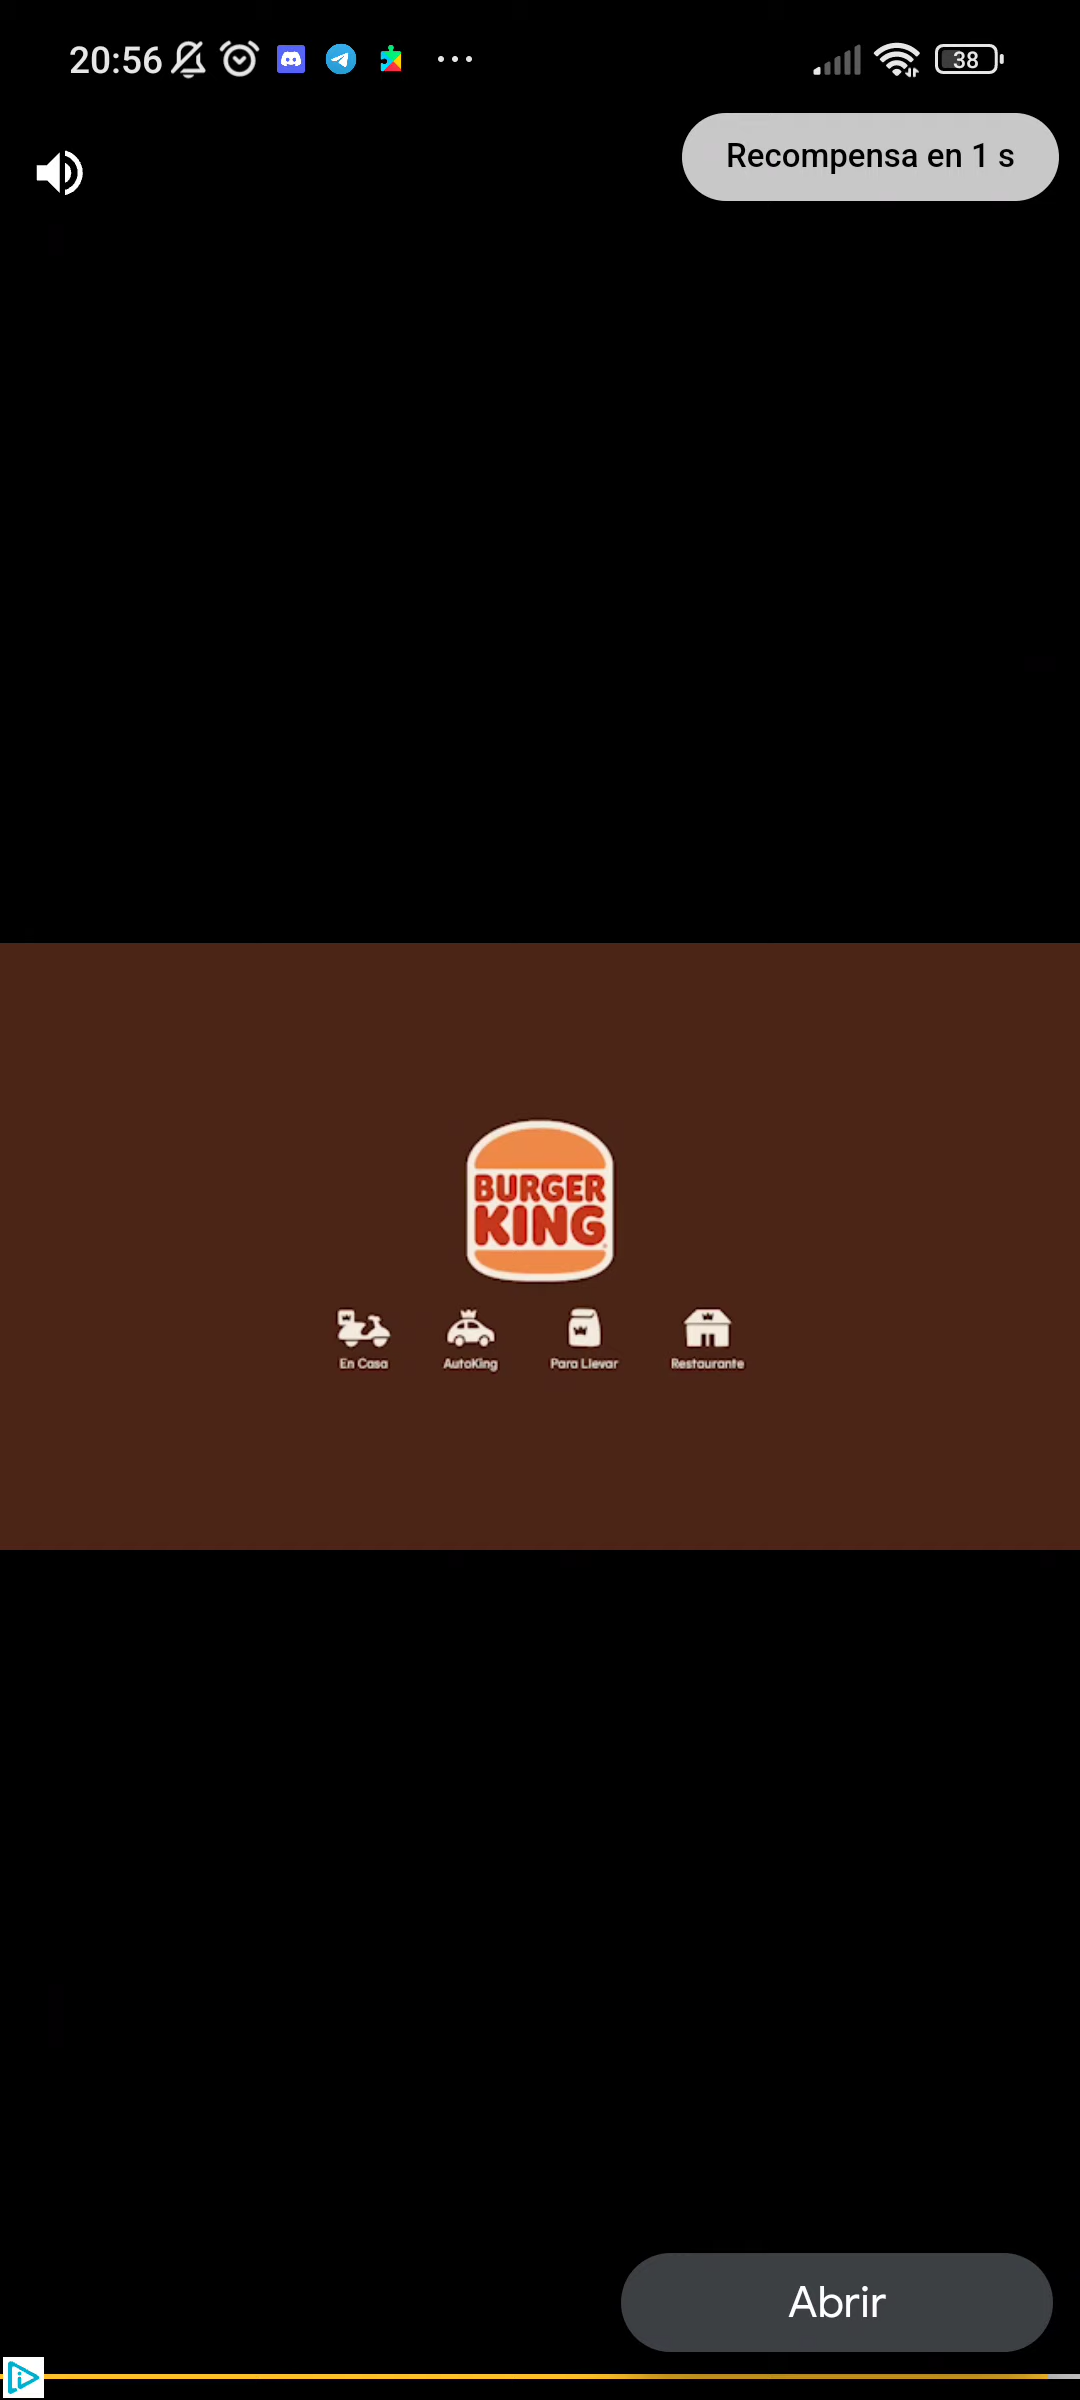 20:56
38
Recompensa en 1 s
BURGER
KING
En Casa
AutoKing
Para Llevar
Restaurante
Abrir